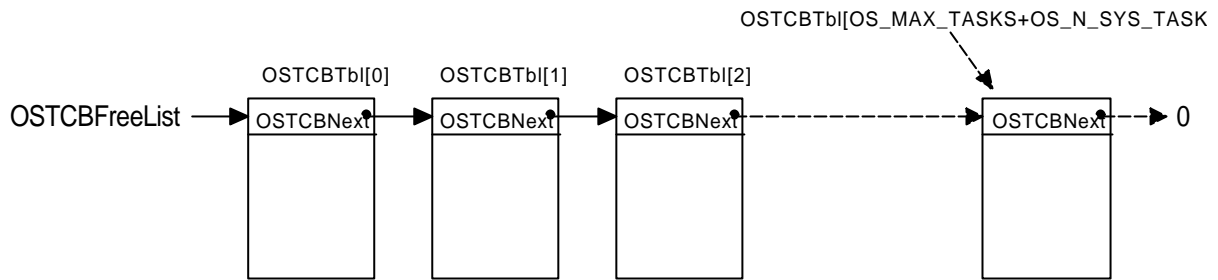 OSTCBTbl[OS_MAX_TASKS+OS_N_SYS_TASK
OSTCBTbl[0] OSTCBTbl[1] OSTCBTbl[2]
OSTCBFreeList OSTCBNext OSTCBNext OSTCBNext OSTCBNext 0